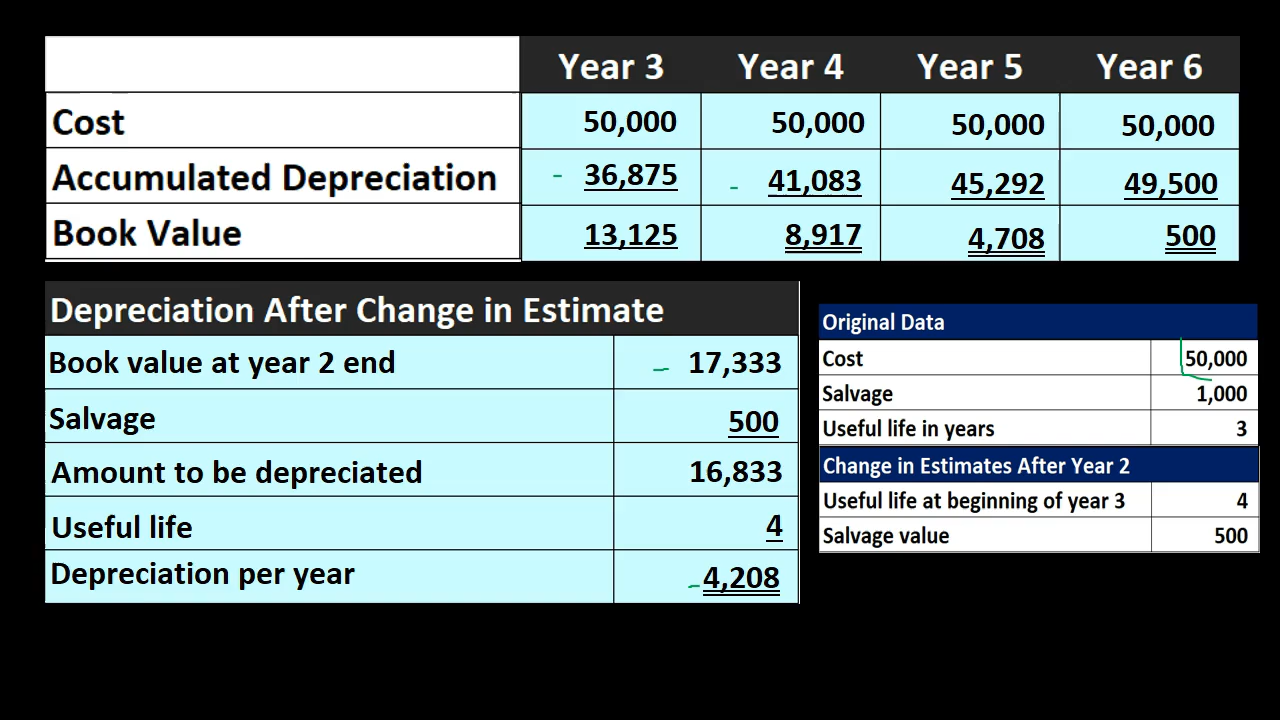 Year 3 Year 4 Year 5 Year 6
Cost 50,000 50,000 50,000 50,000
Accumulated Depreciation - 36,875 - 41,083 45,292 49,500
Book Value 13,125 8,917 4,708 500
Depreciation After Change in Estimate
Book value at year 2 end - 17,333
Salvage 500
Amount to be depreciated 16,833
Useful life 4
Depreciation per year - 4,208
Original Data
Cost 50,000
Salvage 1,000
Useful life in years 3
Change in Estimates After Year 2
Useful life at beginning of year 3 4
Salvage value 500